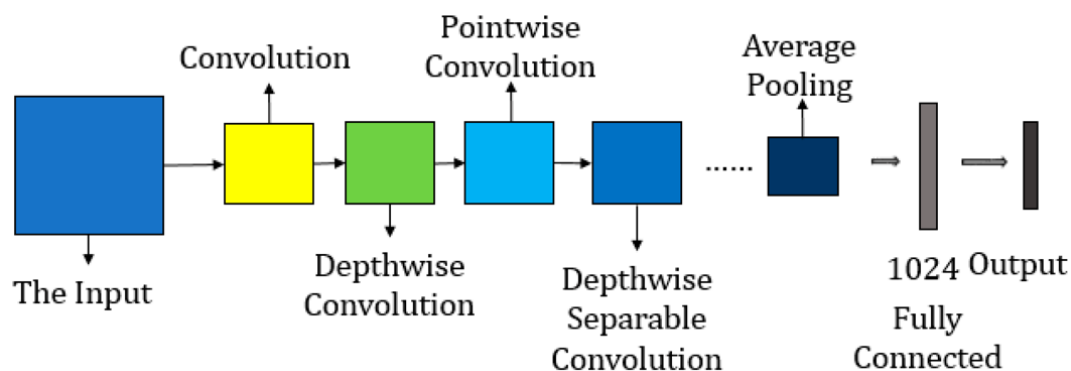 Convolution
Pointwise
Convolution
Average
Pooling
......
The Input
Depthwise
Convolution
Depthwise
Separable
Convolution
1024
Fully
Connected
Output